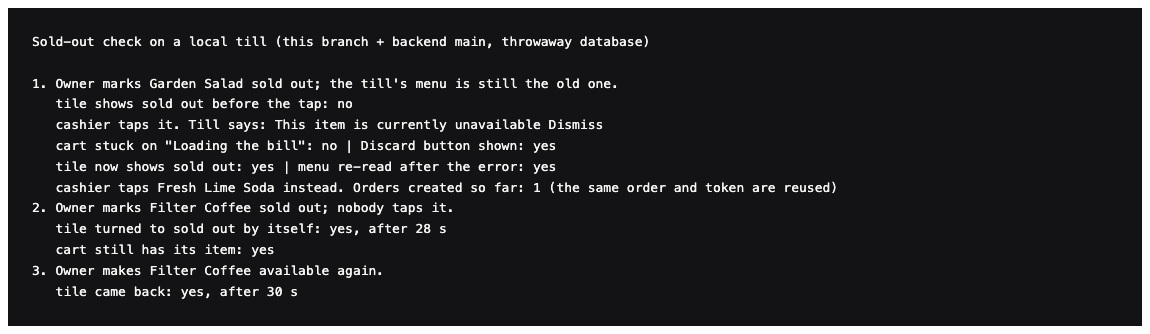 Sold-out check on a local till (this branch + backend main, throwaway database)
1. Owner marks Garden Salad sold out; the till's menu is still the old one.
tile shows sold out before the tap: no
cashier taps it. Till says: This item is currently unavailable Dismiss
cart stuck on "Loading the bill": no | Discard button shown: yes
tile now shows sold out: yes | menu re-read after the error: yes
cashier taps Fresh Lime Soda instead. Orders created so far: 1 (the same order and token are reused)
2. Owner marks Filter Coffee sold out; nobody taps it.
tile turned to sold out by itself: yes, after 28 s
cart still has its item: yes
3. Owner makes Filter Coffee available again.
tile came back: yes, after 30 s